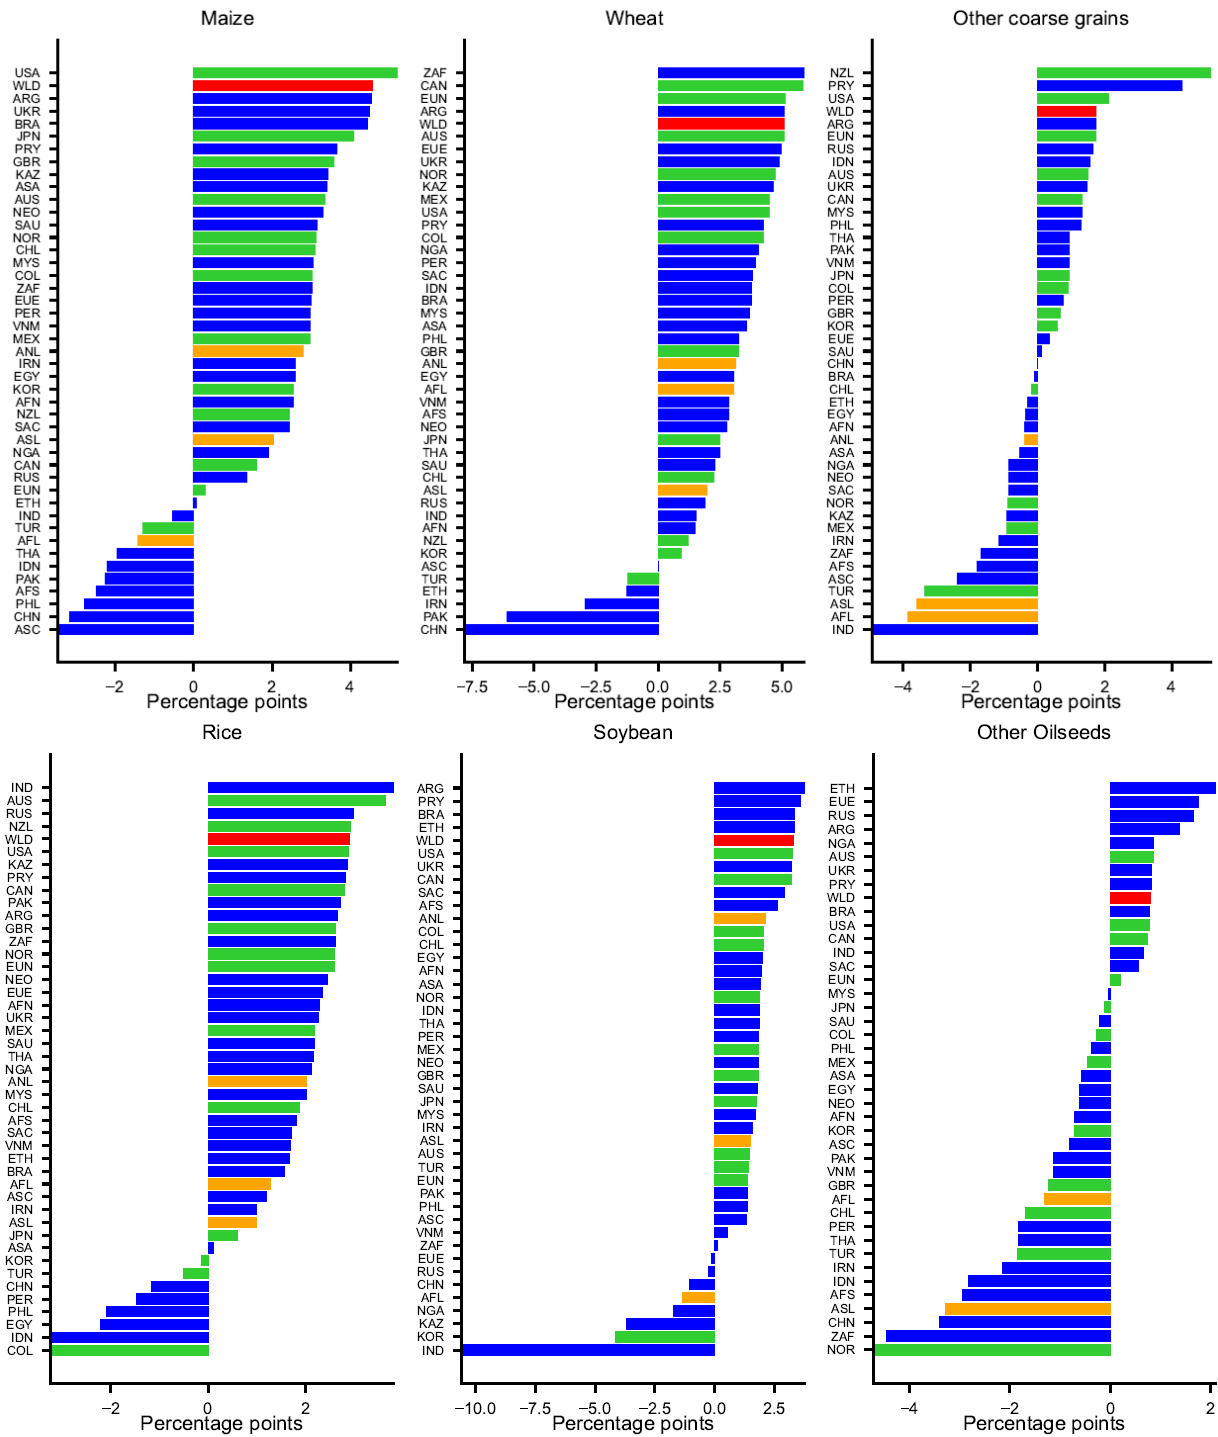 Maize
USA
WLD
ARG
UKR
BRA
JPN
PRY
GBR
KAZ
ASA
AUS
NEO
SAU
NOR
CHL
MYS
COL
ZAF
EUE
PER
VNM
MEX
ANL
IRN
EGY
KOR
AFN
NZL
SAC
ASL
NGA
CAN
RUS
EUN
ETH
IND
TUR
AFL
THA
IDN
PAK
AFS
PHL
CHN
ASC
−2 0 2 4
Percentage points
Wheat
ZAF
CAN
EUN
ARG
WLD
AUS
EUE
UKR
NOR
KAZ
MEX
USA
PRY
COL
NGA
PER
SAC
IDN
BRA
MYS
ASA
PHL
GBR
ANL
EGY
AFL
VNM
AFS
NEO
JPN
THA
SAU
CHL
ASL
RUS
IND
AFN
NZL
KOR
ASC
TUR
ETH
IRN
PAK
CHN
−7.5 −5.0 −2.5 0.0 2.5 5.0
Percentage points
Other coarse grains
NZL
PRY
USA
WLD
ARG
EUN
RUS
IDN
AUS
UKR
CAN
MYS
PHL
THA
PAK
VNM
JPN
COL
PER
GBR
KOR
EUE
SAU
CHN
BRA
CHL
ETH
EGY
AFN
ANL
ASA
NGA
NEO
SAC
NOR
KAZ
MEX
IRN
ZAF
AFS
ASC
TUR
ASL
AFL
IND
−4 −2 0 2 4
Percentage points
Rice
IND
AUS
RUS
NZL
WLD
USA
KAZ
PRY
CAN
PAK
ARG
GBR
ZAF
NOR
EUN
NEO
EUE
AFN
UKR
MEX
SAU
THA
NGA
ANL
MYS
CHL
AFS
SAC
VNM
ETH
BRA
AFL
ASC
IRN
ASL
JPN
ASA
KOR
TUR
CHN
PER
PHL
EGY
IDN
COL
−2 0 2
Percentage points
Soybean
ARG
PRY
BRA
ETH
WLD
USA
UKR
CAN
SAC
AFS
ANL
COL
CHL
EGY
AFN
ASA
NOR
IDN
THA
PER
MEX
NEO
GBR
SAU
JPN
MYS
IRN
ASL
AUS
TUR
EUN
PAK
PHL
ASC
VNM
ZAF
EUE
RUS
CHN
AFL
NGA
KAZ
KOR
IND
−10.0 −7.5 −5.0 −2.5 0.0 2.5
Percentage points
Other Oilseeds
ETH
EUE
RUS
ARG
NGA
AUS
UKR
PRY
WLD
BRA
USA
CAN
IND
SAC
EUN
MYS
JPN
SAU
COL
PHL
MEX
ASA
EGY
NEO
AFN
KOR
ASC
PAK
VNM
GBR
AFL
CHL
PER
THA
TUR
IRN
IDN
AFS
ASL
CHN
ZAF
NOR
−4 −2 0 2
Percentage points